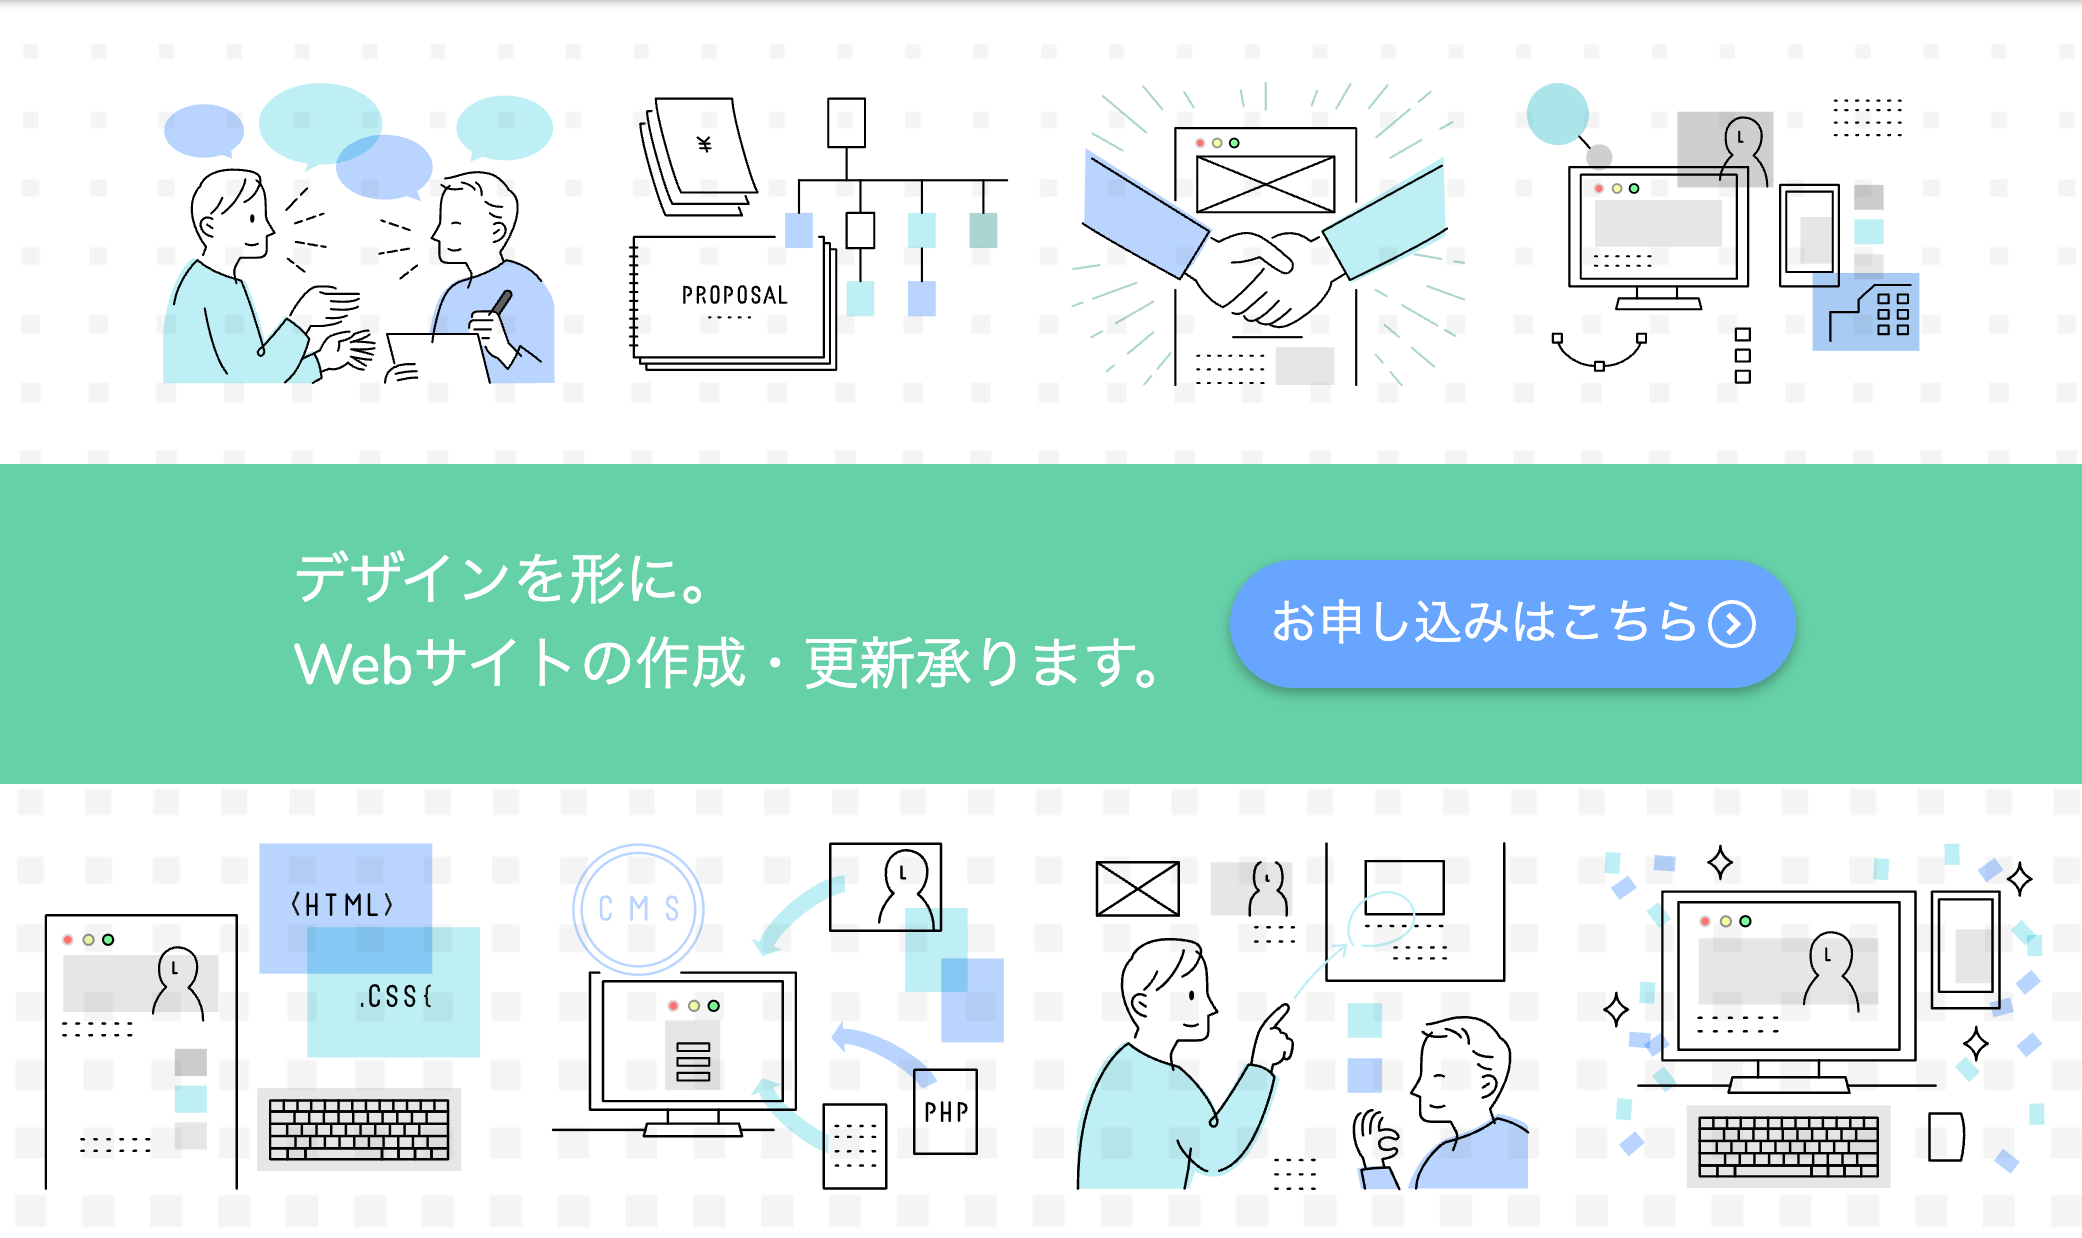 ¥
PROPOSAL
デザインを形に。
Webサイトの作成・更新承ります。
お申し込みはこちら
<HTML>
.CSS{
CMS
PHP